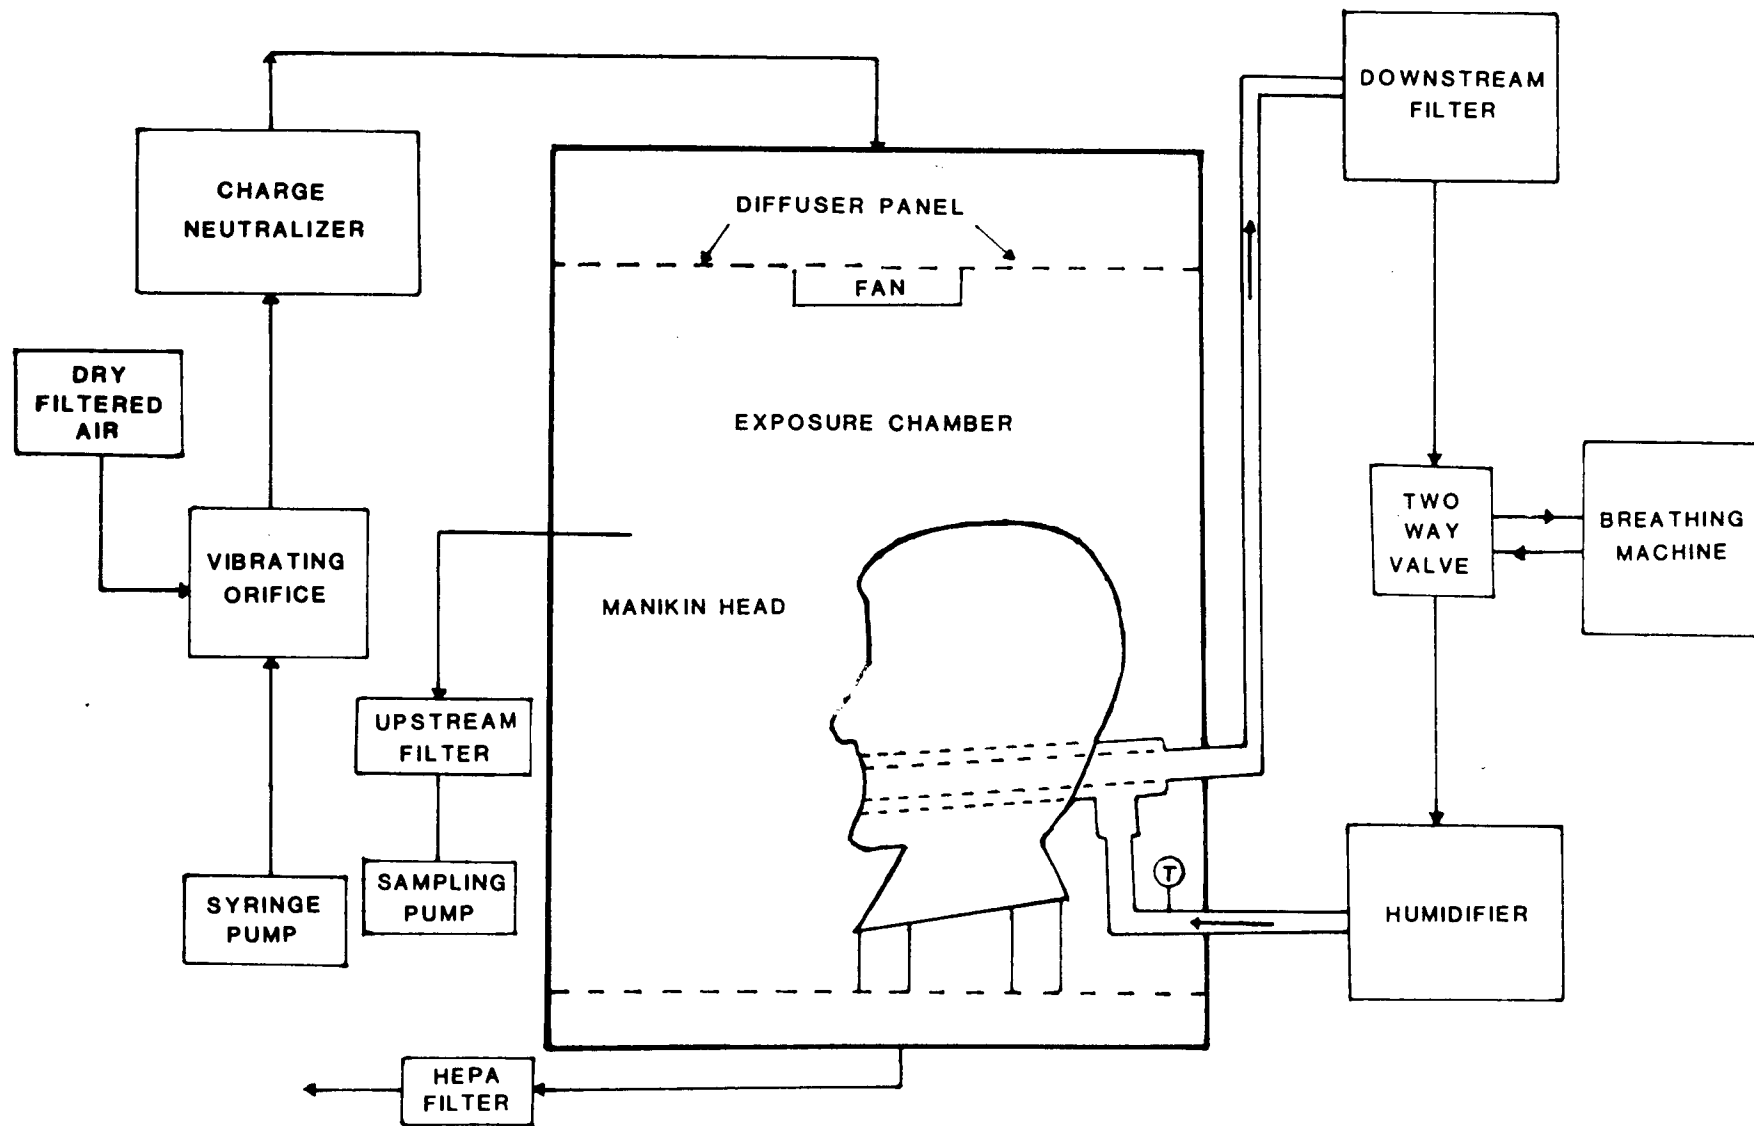 DOWNSTREAM
FILTER
CHARGE
NEUTRALIZER
DIFFUSER PANEL
FAN
DRY
FILTERED
AIR
EXPOSURE CHAMBER
TWO
WAY
VALVE
BREATHING
MACHINE
VIBRATING
ORIFICE
MANIKIN HEAD
UPSTREAM
FILTER
SAMPLING
PUMP
T
SYRINGE
PUMP
HUMIDIFIER
HEPA
FILTER